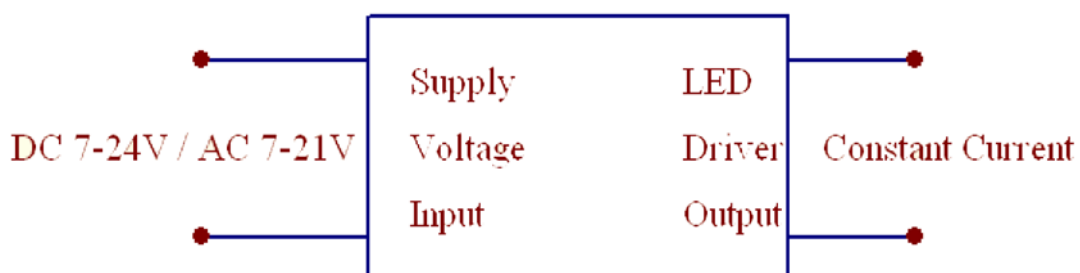 Supply
LED
DC 7-24V / AC 7-21V
Voltage
Driver
Constant Current
Input
Output